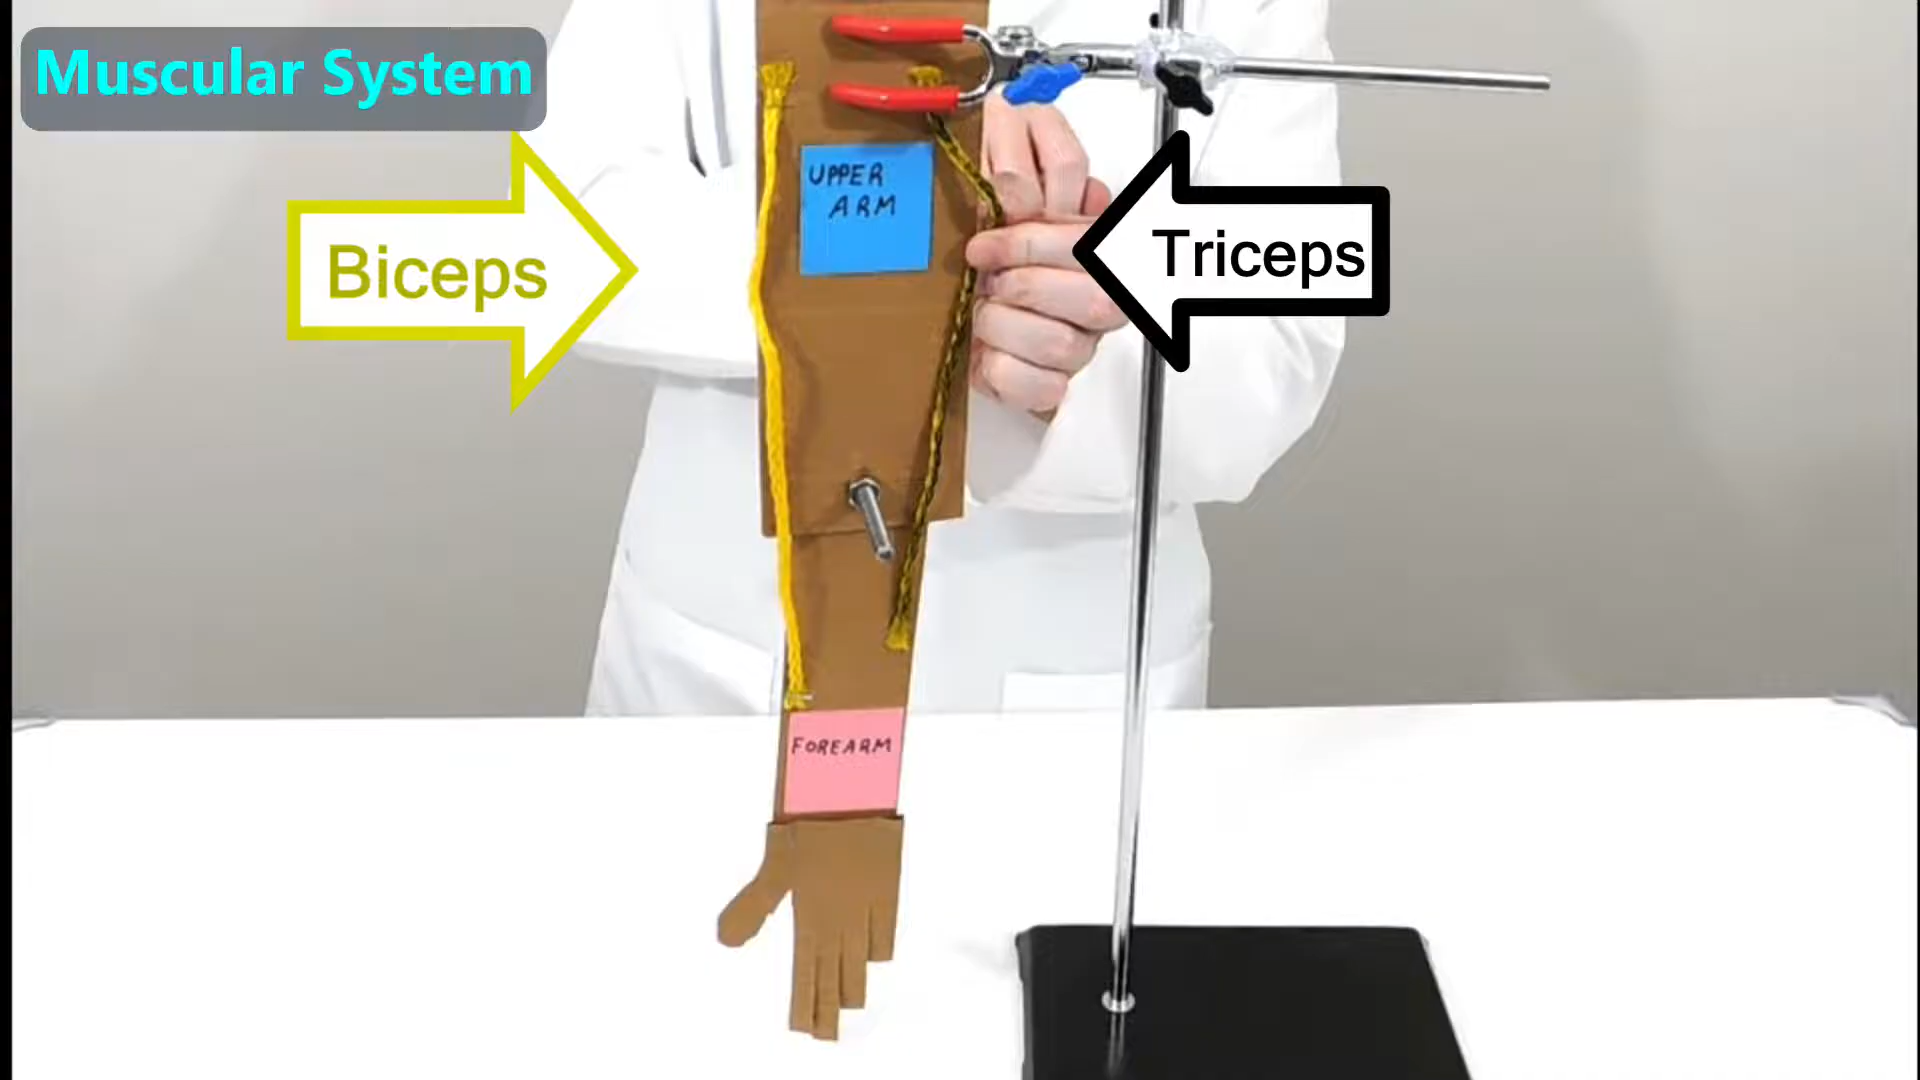 Muscular System
UPPER
ARM
Biceps
Triceps
FOREARM